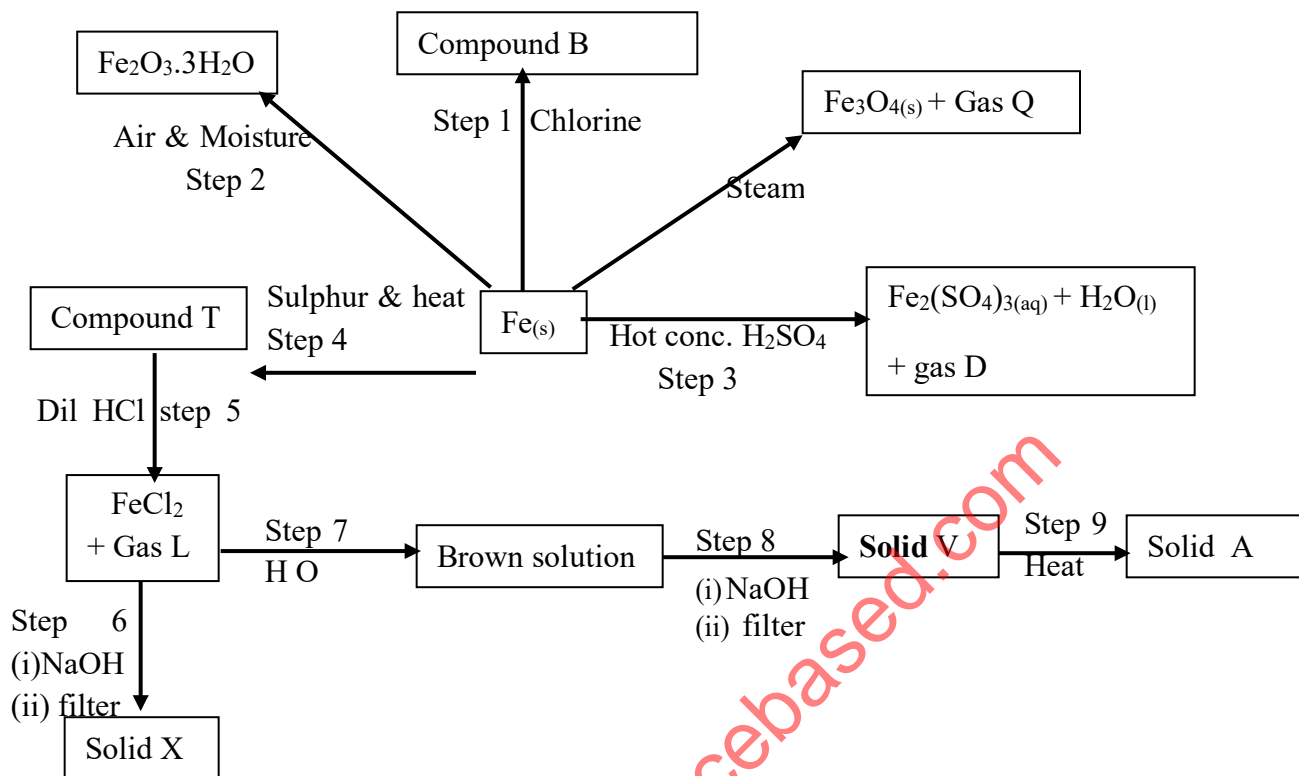 Compound B
Fe₂O₃.3H₂O
Fe₃O₄₍ₛ₎ + Gas Q
Step 1 Chlorine
Air & Moisture
Step 2
Steam
Sulphur & heat
Step 4
Compound T
Fe₍ₛ₎
Hot conc. H₂SO₄
Step 3
Fe₂(SO₄)₃(aq) + H₂O(l)
+ gas D
Dil HCl step 5
FeCl₂
+ Gas L
Step 7
H O
Brown solution
Step 8
(i) NaOH
(ii) filter
Solid V
Step 9
Heat
Solid A
Step 6
(i)NaOH
(ii) filter
Solid X
cebased.com